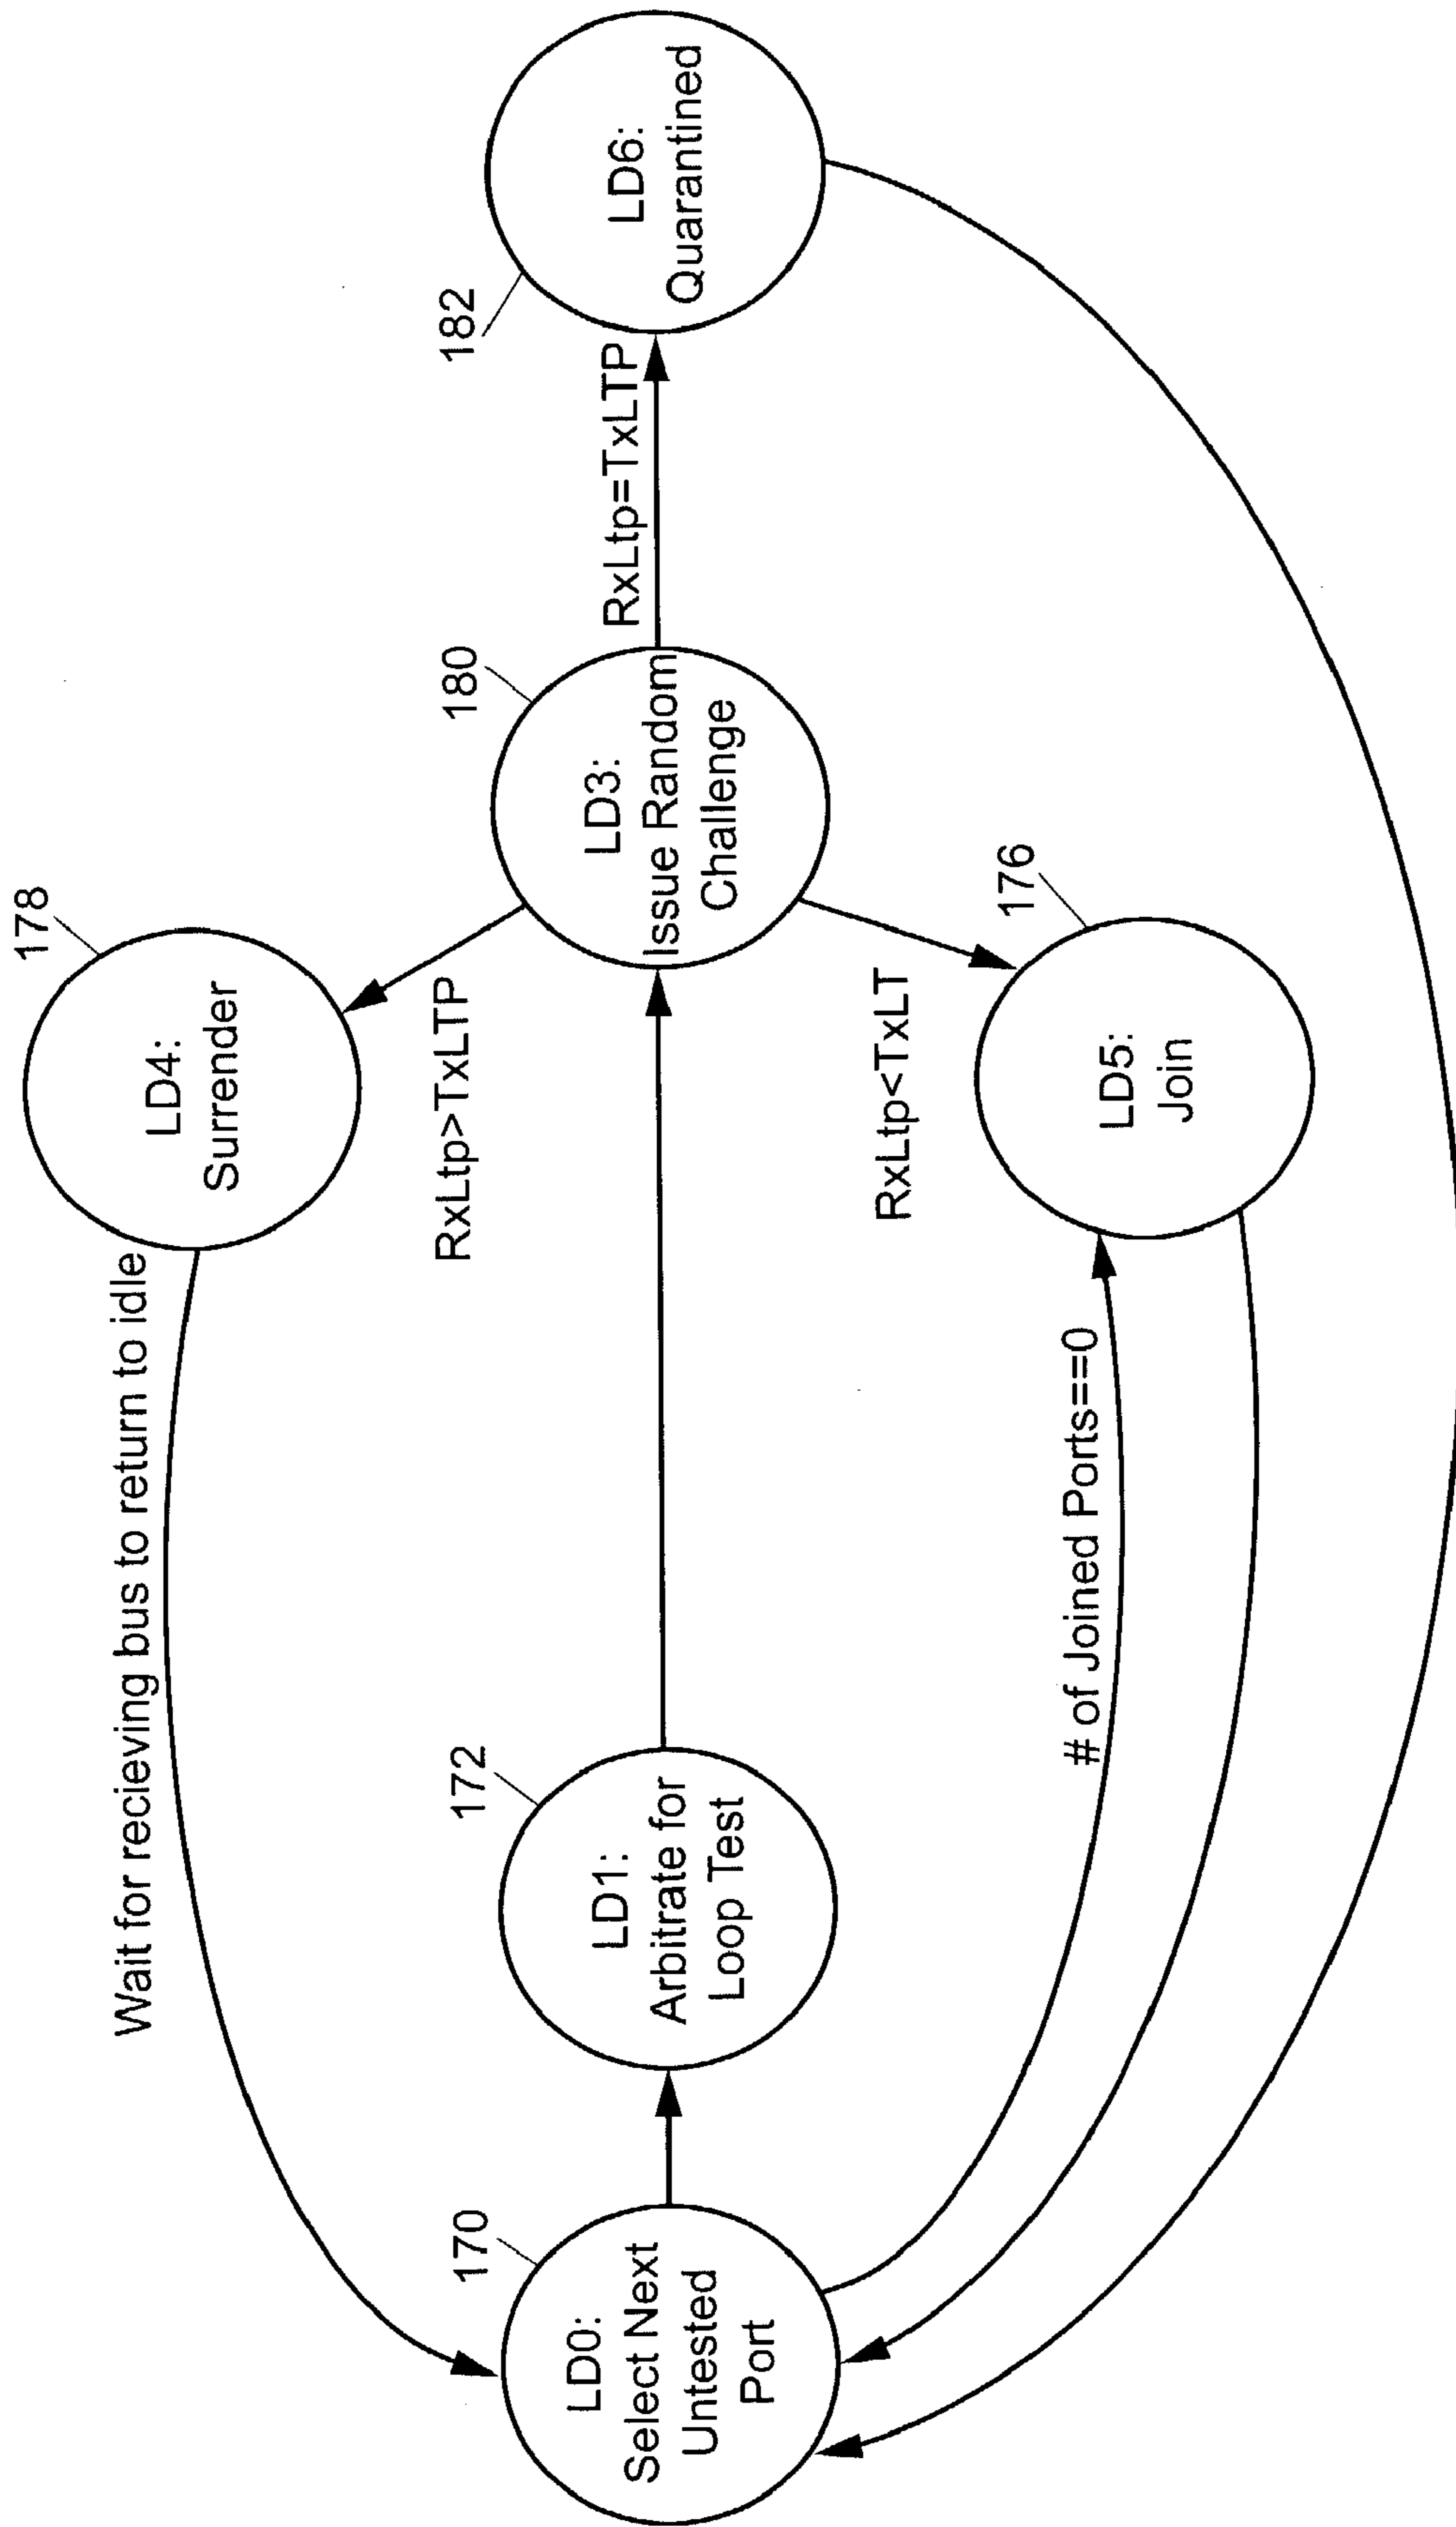 178
LD4:
Surrender
Wait for recieving bus to return to idle
RxLtp>TxLTP
170
LD0:
Select Next
Untested
Port
172
LD1:
Arbitrate for
Loop Test
180
LD3:
Issue Random
Challenge
RxLtp=TxLTP
182
LD6:
Quarantined
RxLtp<TxLT
176
LD5:
Join
# of Joined Ports==0